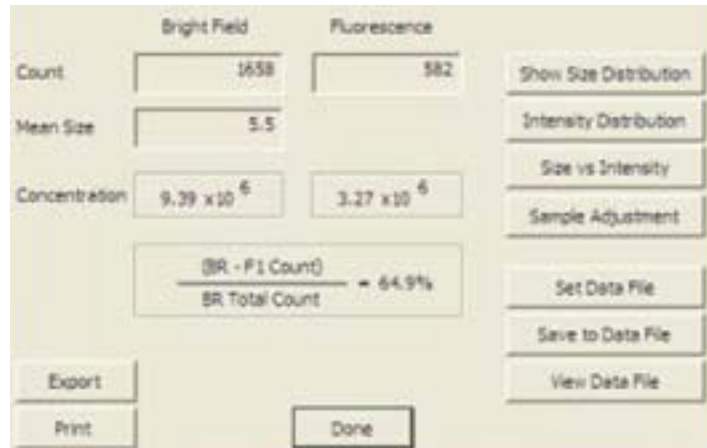 Bright Field Fluorescence
Count 1658 582 Show Size Distribution
Mean Size 5.5 Intensity Distribution
Size vs Intensity
Concentration 9.39 x10 6 3.27 x10 6
Sample Adjustment
(BR - F1 Count)
BR Total Count
= 64.9%
Set Data File
Save to Data File
Export View Data File
Print Done